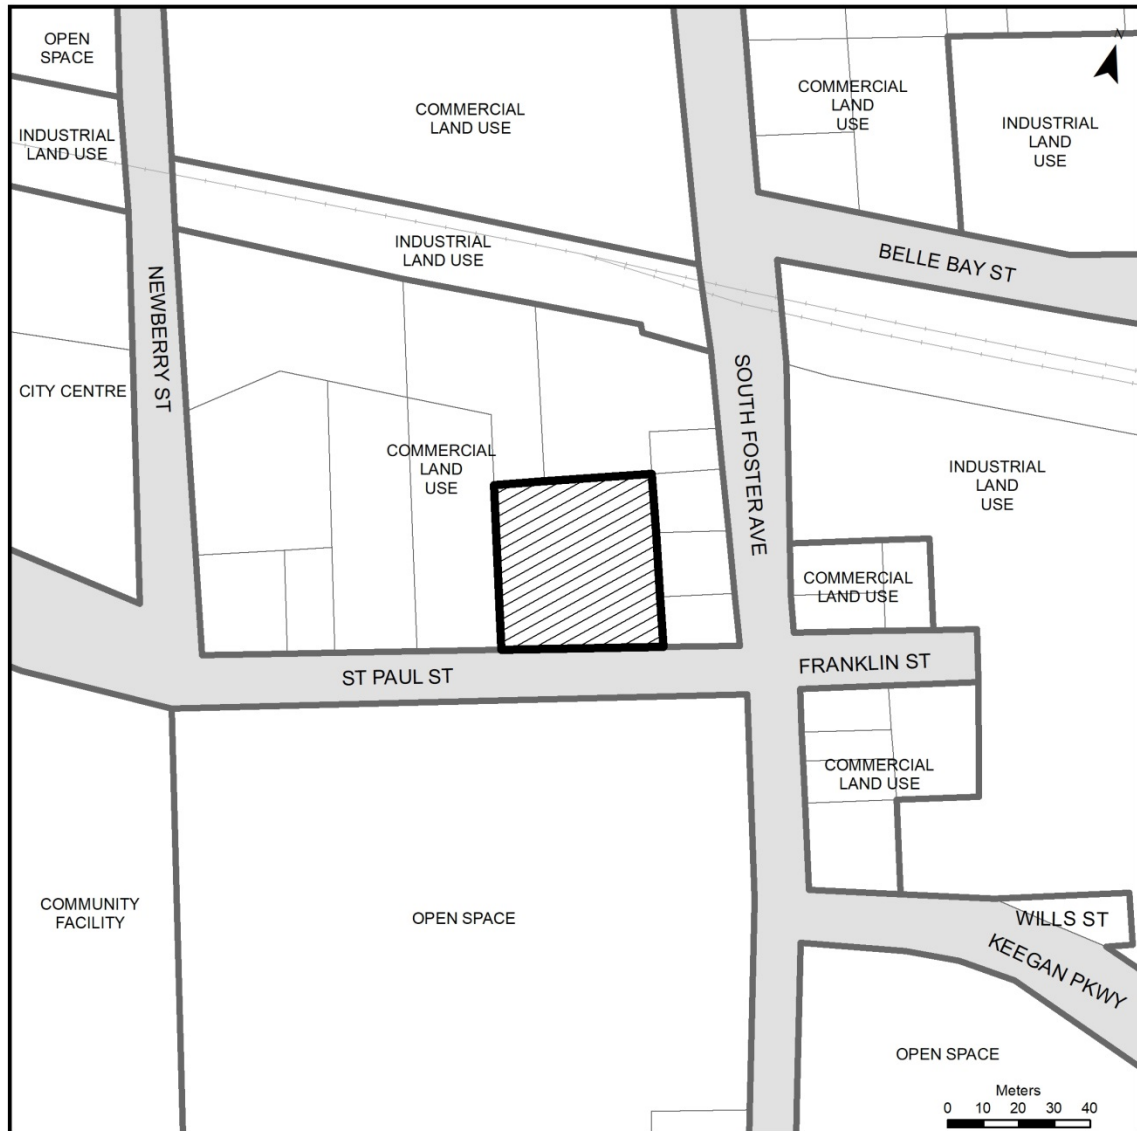 OPEN
SPACE
COMMERCIAL
LAND USE
COMMERCIAL
LAND
USE
N
INDUSTRIAL
LAND USE
INDUSTRIAL
LAND
USE
INDUSTRIAL
LAND USE
BELLE BAY ST
NEWBERRY ST
CITY CENTRE
COMMERCIAL
LAND
USE
SOUTH FOSTER AVE
INDUSTRIAL
LAND
USE
COMMERCIAL
LAND USE
ST PAUL ST
FRANKLIN ST
COMMERCIAL
LAND USE
COMMUNITY
FACILITY
OPEN SPACE
WILLS ST
KEEGAN PKWY
OPEN SPACE
Meters
0 10 20 30 40